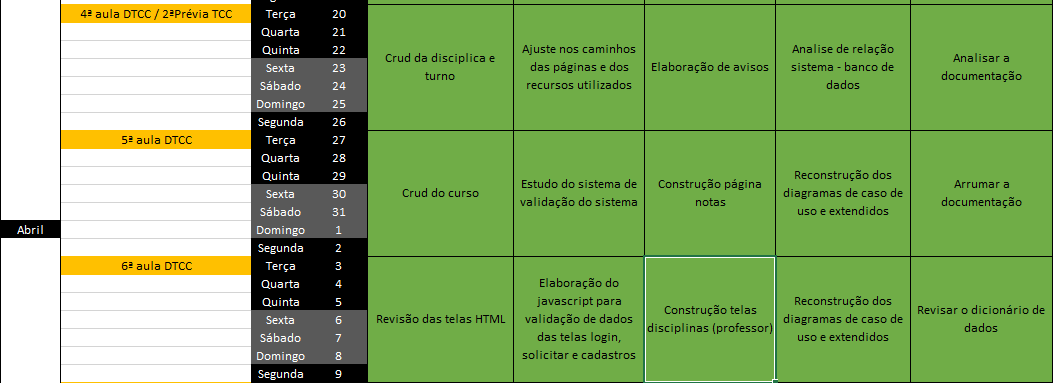 4ª aula DTCC / 2ªPrévia TCC
Terça 20
Quarta 21
Quinta 22
Sexta 23
Sábado 24
Domingo 25
Segunda 26
Crud da disciplica e
turno
Ajuste nos caminhos
das páginas e dos
recursos utilizados
Elaboração de avisos
Analise de relação
sistema - banco de
dados
Analisar a
documentação
5ª aula DTCC
Terça 27
Quarta 28
Quinta 29
Sexta 30
Sábado 31
Abril
Domingo 1
Segunda 2
Crud do curso
Estudo do sistema de
validação do sistema
Construção página
notas
Reconstrução dos
diagramas de caso de
uso e extendidos
Arrumar a
documentação
6ª aula DTCC
Terça 3
Quarta 4
Quinta 5
Sexta 6
Sábado 7
Domingo 8
Segunda 9
Revisão das telas HTML
Elaboração do
javascript para
validação de dados
das telas login,
solicitar e cadastros
Construção telas
disciplinas (professor)
Reconstrução dos
diagramas de caso de
uso e extendidos
Revisar o dicionário de
dados